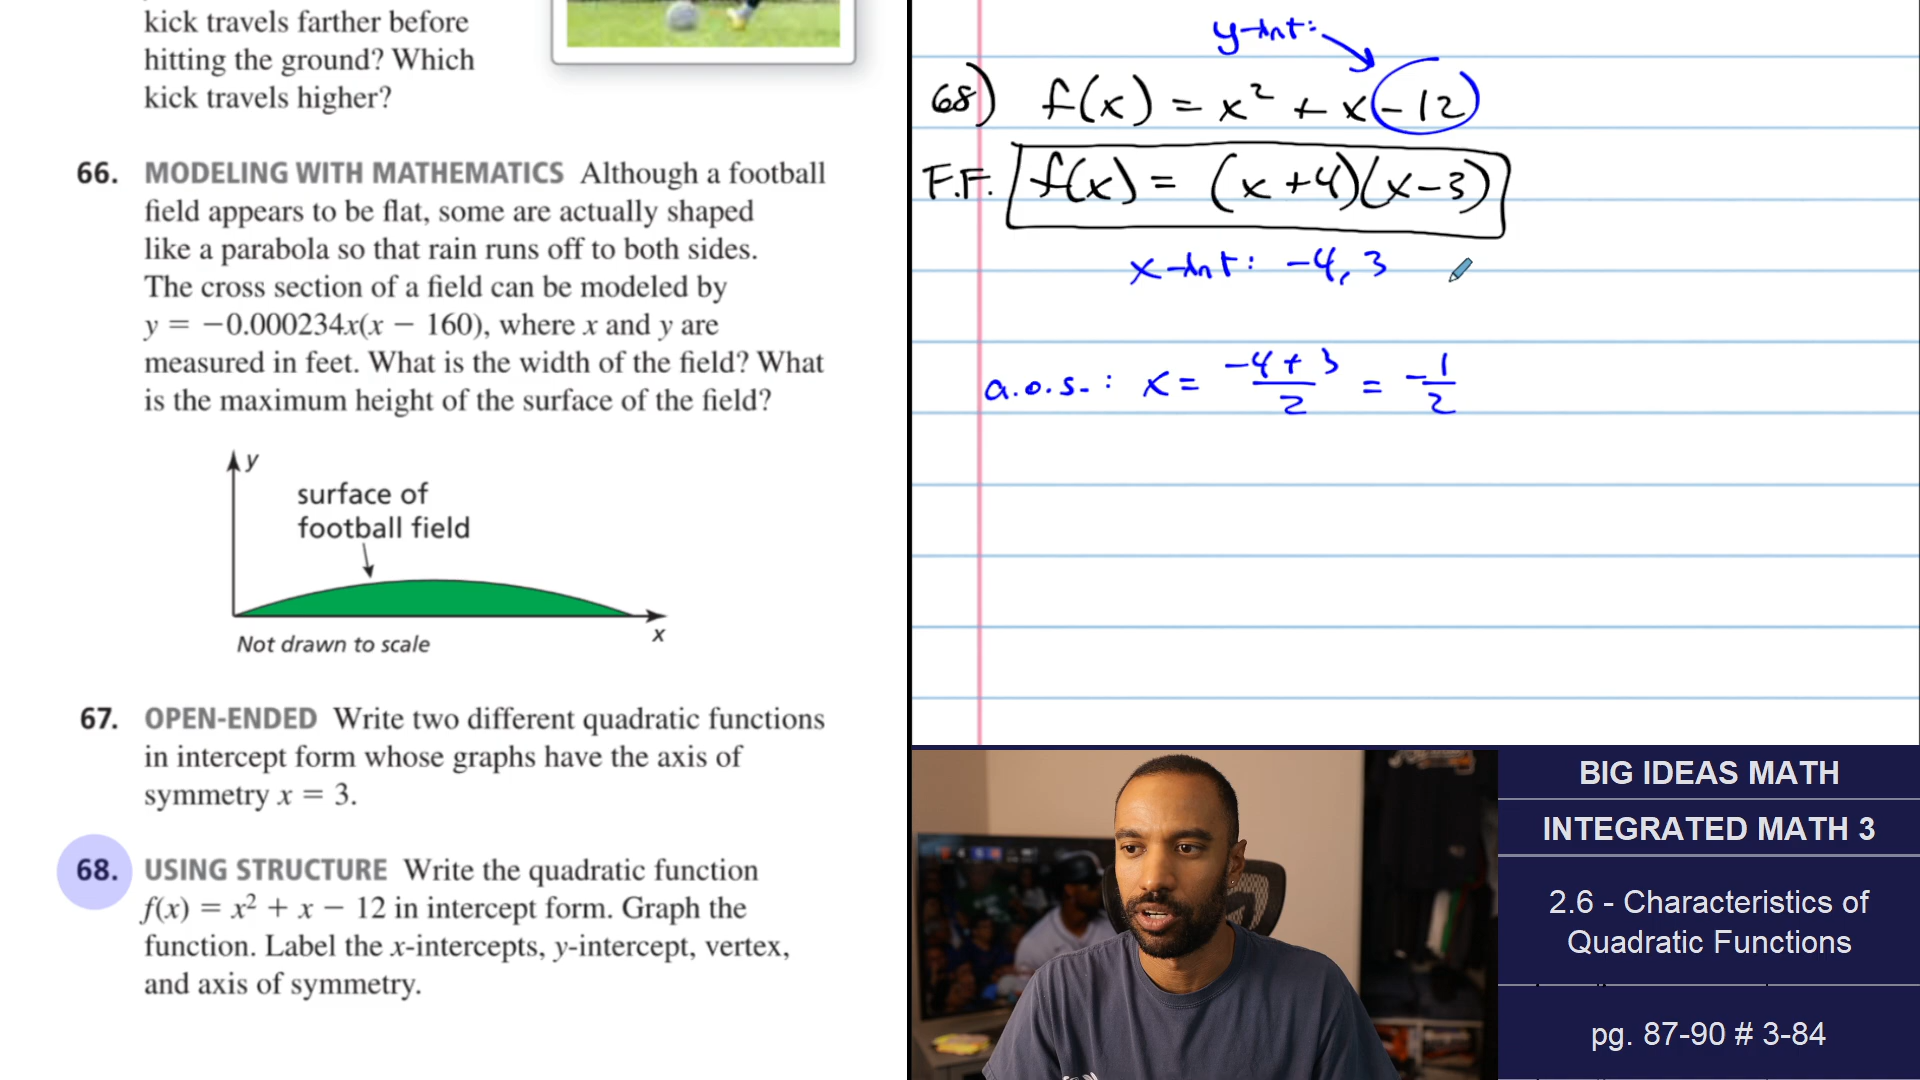 kick travels farther before
hitting the ground? Which
kick travels higher?
66. MODELING WITH MATHEMATICS Although a football
field appears to be flat, some are actually shaped
like a parabola so that rain runs off to both sides.
The cross section of a field can be modeled by
y = −0.000234x(x − 160), where x and y are
measured in feet. What is the width of the field? What
is the maximum height of the surface of the field?
y
surface of
football field
x
Not drawn to scale
67. OPEN-ENDED Write two different quadratic functions
in intercept form whose graphs have the axis of
symmetry x = 3.
68. USING STRUCTURE Write the quadratic function
f(x) = x² + x − 12 in intercept form. Graph the
function. Label the x-intercepts, y-intercept, vertex,
and axis of symmetry.
y-int:
68) f(x) = x² + x - 12
F.F. f(x) = (x+4)(x-3)
x-int: -4, 3
a.o.s.: x = -4+3/2 = -1/2
BIG IDEAS MATH
INTEGRATED MATH 3
2.6 - Characteristics of
Quadratic Functions
pg. 87-90 # 3-84